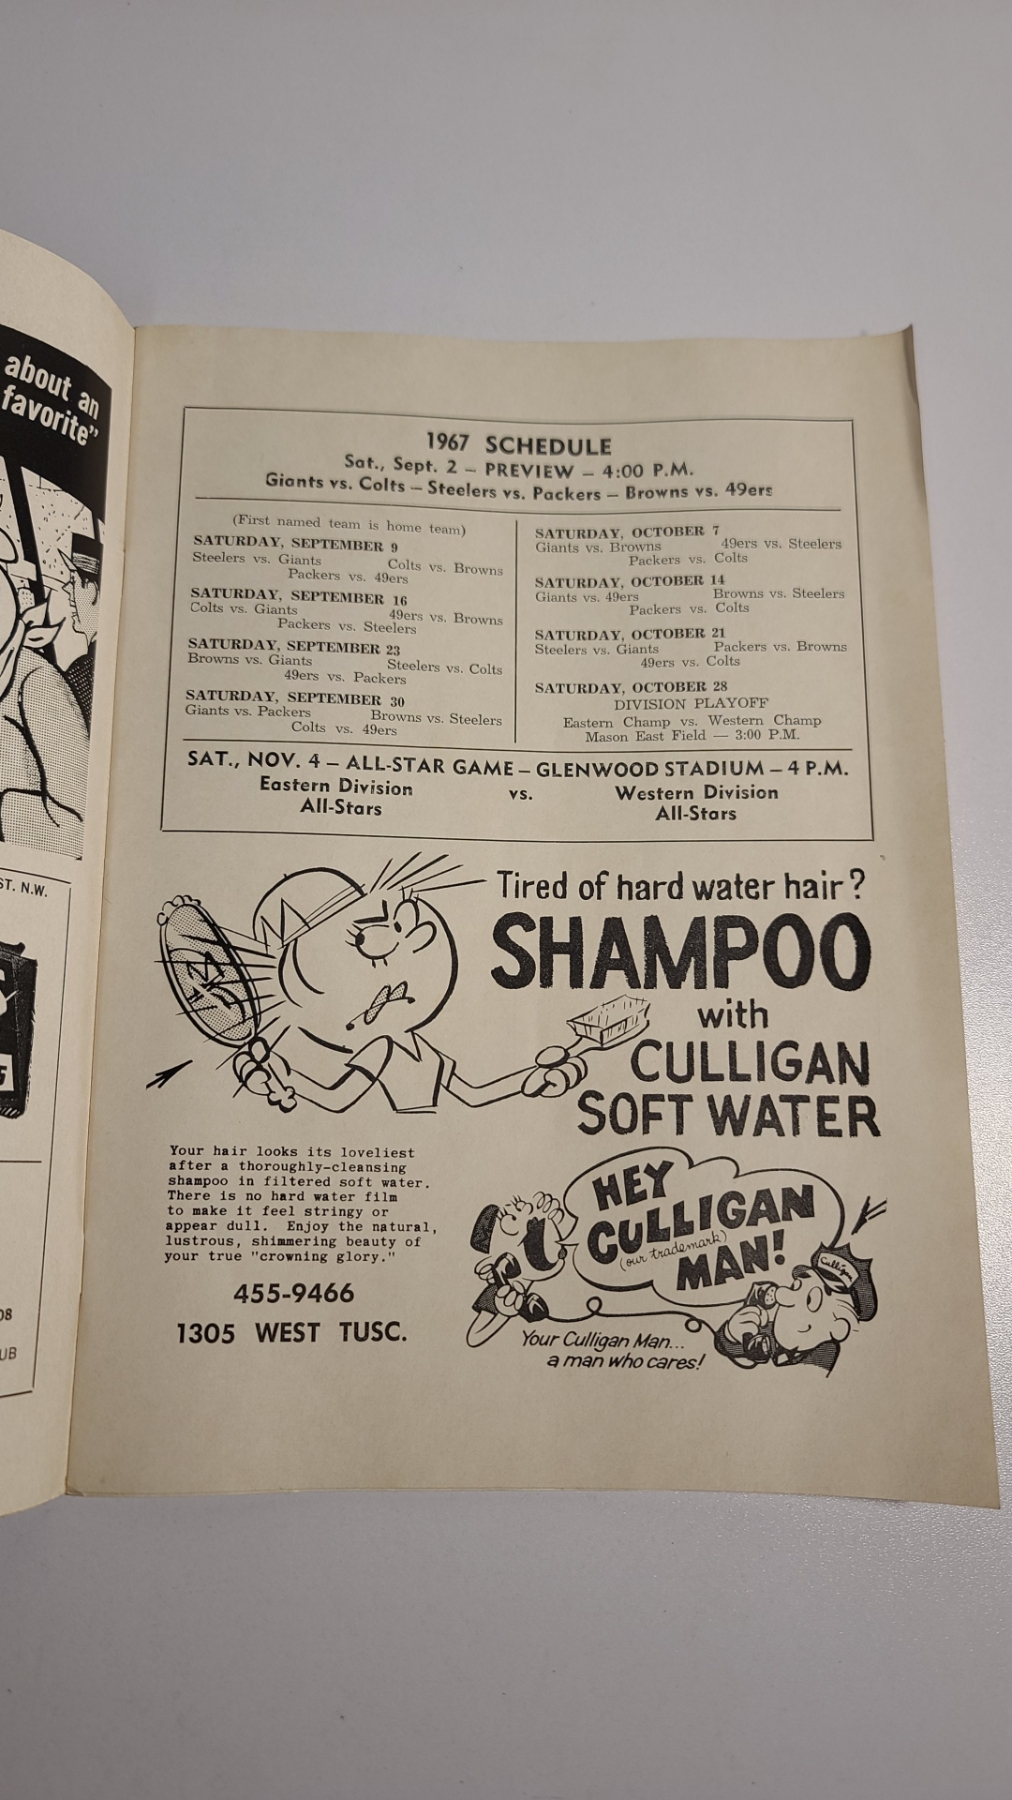 about an
favorite"
ST. N.W.
08
UB
1967 SCHEDULE
Sat., Sept. 2 – PREVIEW – 4:00 P.M.
Giants vs. Colts – Steelers vs. Packers – Browns vs. 49ers
(First named team is home team)
SATURDAY, SEPTEMBER 9
Steelers vs. Giants Colts vs. Browns
Packers vs. 49ers
SATURDAY, SEPTEMBER 16
Colts vs. Giants 49ers vs. Browns
Packers vs. Steelers
SATURDAY, SEPTEMBER 23
Browns vs. Giants Steelers vs. Colts
49ers vs. Packers
SATURDAY, SEPTEMBER 30
Giants vs. Packers Browns vs. Steelers
Colts vs. 49ers
SATURDAY, OCTOBER 7
Giants vs. Browns 49ers vs. Steelers
Packers vs. Colts
SATURDAY, OCTOBER 14
Giants vs. 49ers Browns vs. Steelers
Packers vs. Colts
SATURDAY, OCTOBER 21
Steelers vs. Giants Packers vs. Browns
49ers vs. Colts
SATURDAY, OCTOBER 28
DIVISION PLAYOFF
Eastern Champ vs. Western Champ
Mason East Field — 3:00 P.M.
SAT., NOV. 4 – ALL-STAR GAME – GLENWOOD STADIUM – 4 P.M.
Eastern Division vs. Western Division
All-Stars All-Stars
Tired of hard water hair?
SHAMPOO
with
CULLIGAN
SOFT WATER
Your hair looks its loveliest
after a thoroughly-cleansing
shampoo in filtered soft water.
There is no hard water film
to make it feel stringy or
appear dull. Enjoy the natural,
lustrous, shimmering beauty of
your true "crowning glory."
455-9466
1305 WEST TUSC.
HEY
CULLIGAN
(our trademark)
MAN!
Culligan
Your Culligan Man...
a man who cares!